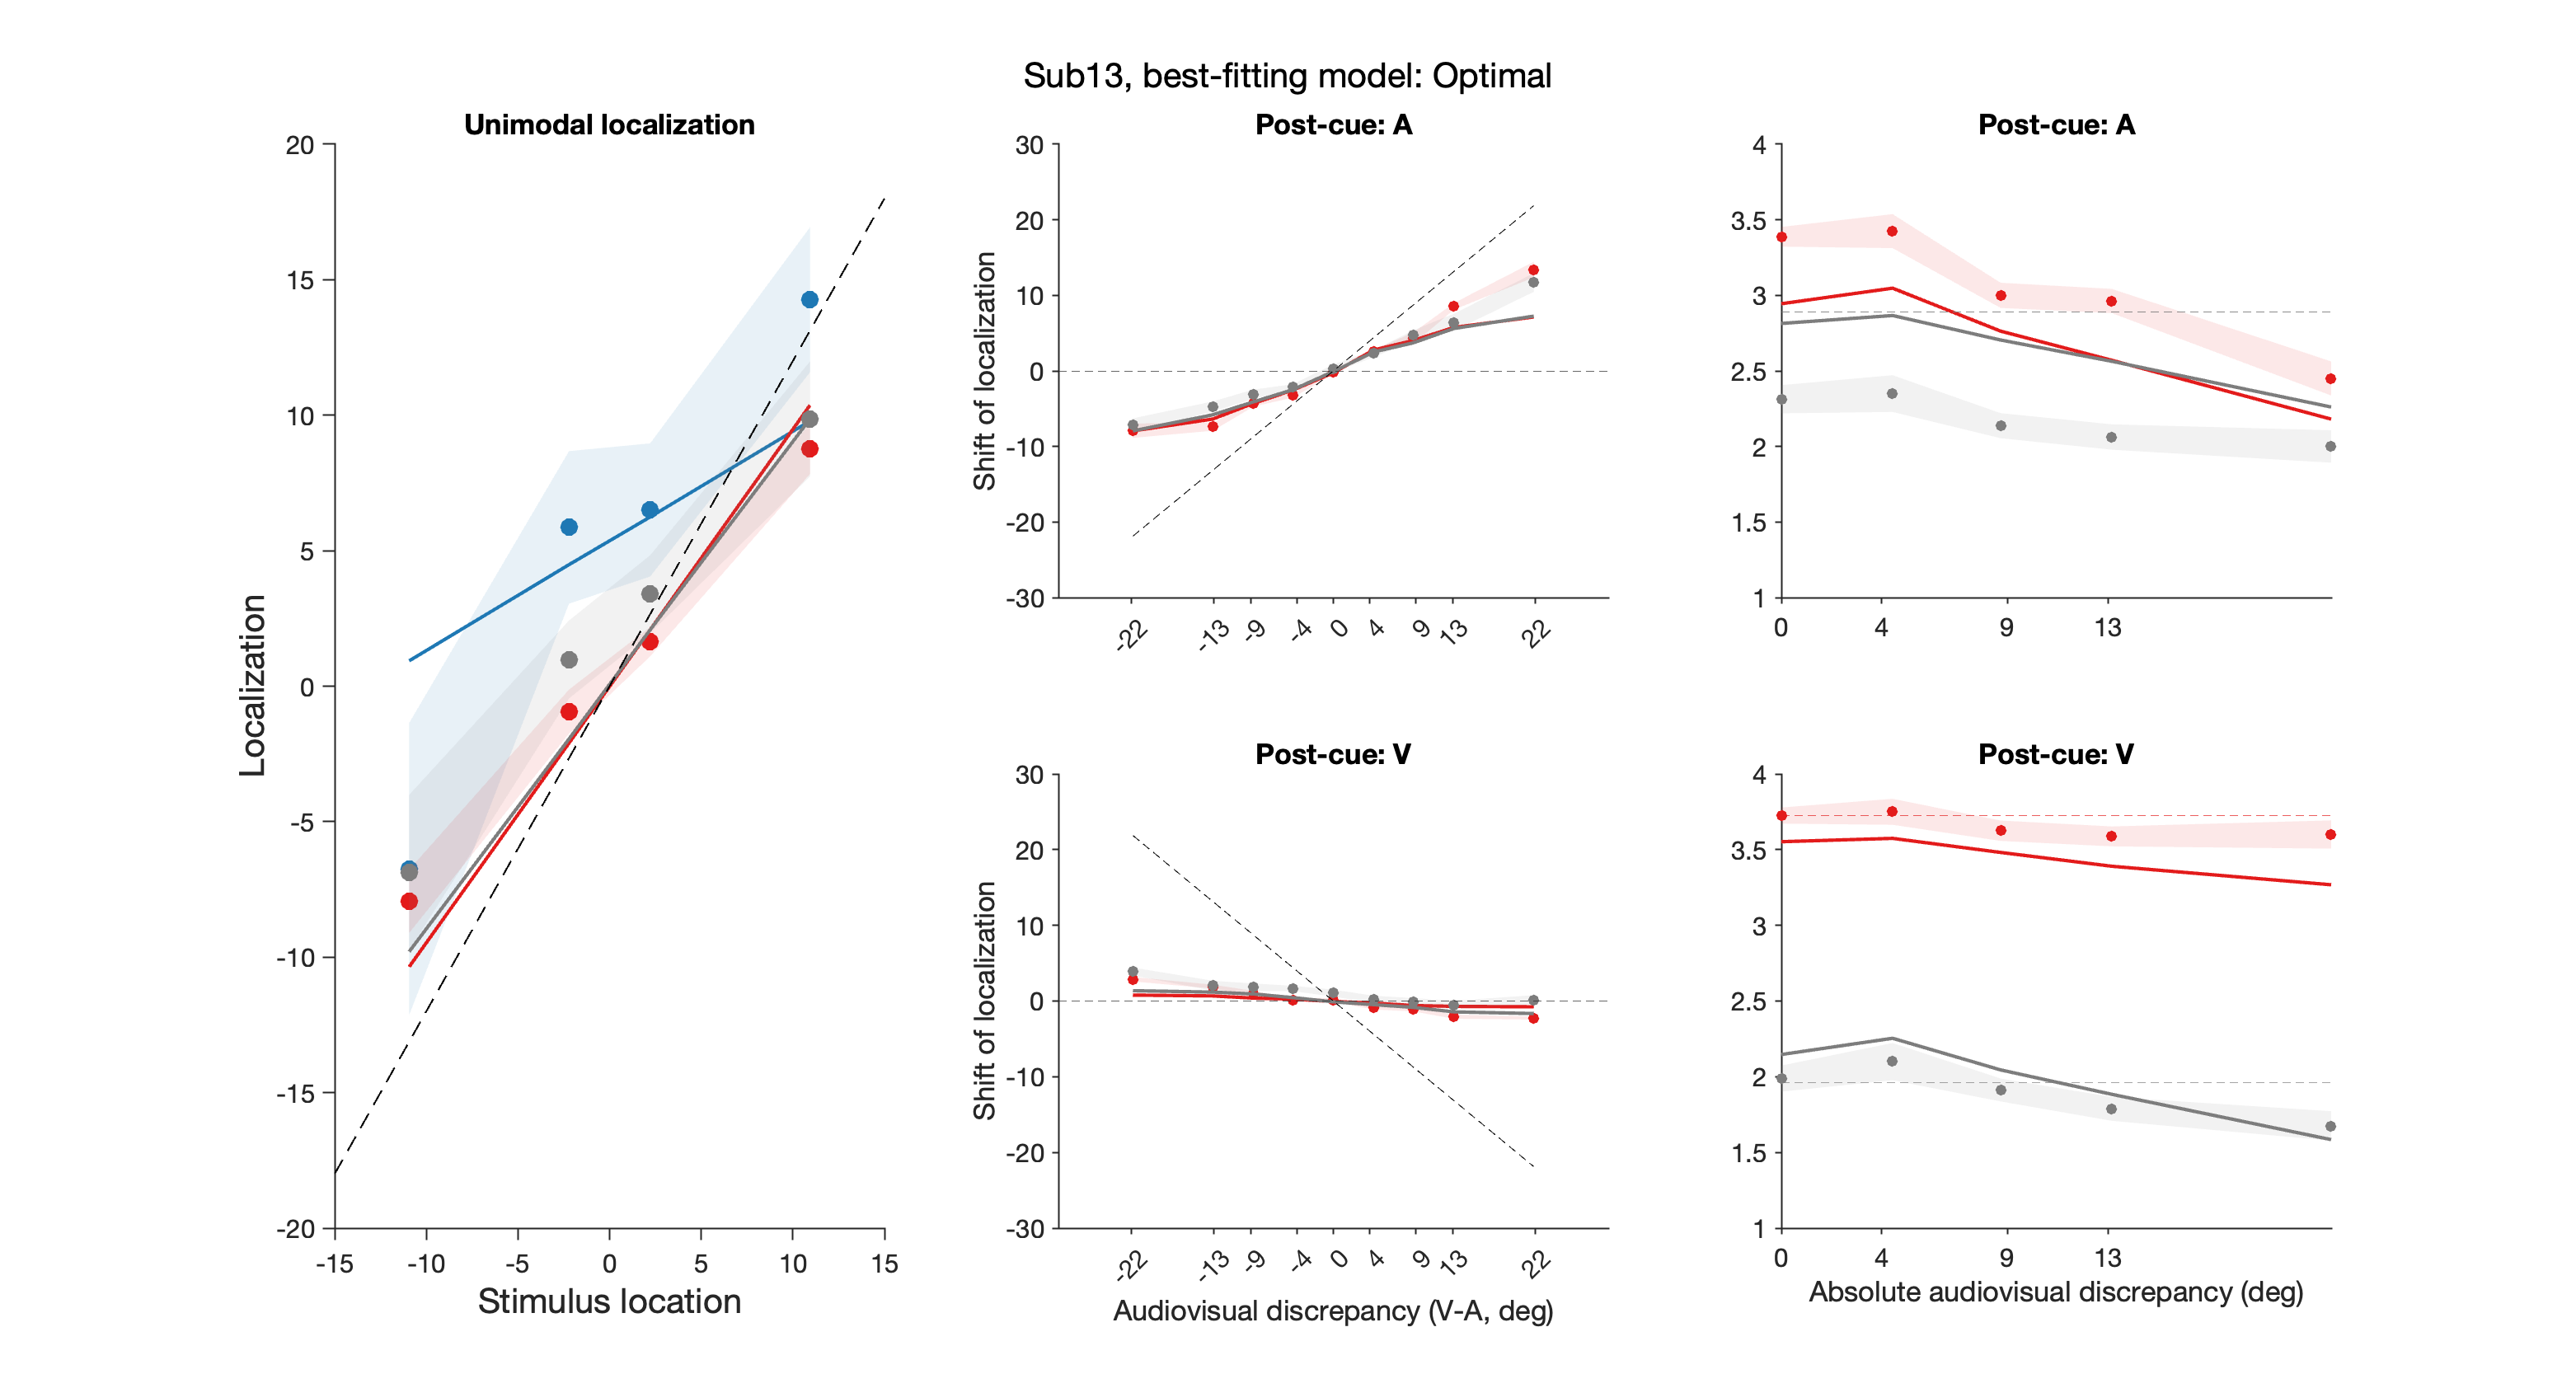 Sub13, best-fitting model: Optimal
Unimodal localization
20
15
10
5
0
-5
-10
-15
-20
Localization
-15 -10 -5 0 5 10 15
Stimulus location
Post-cue: A
30
20
10
0
-10
-20
-30
Shift of localization
-22 -13 -9 -4 0 4 9 13 22
Post-cue: A
4
3.5
3
2.5
2
1.5
1
0 4 9 13
Post-cue: V
30
20
10
0
-10
-20
-30
Shift of localization
-22 -13 -9 -4 0 4 9 13 22
Audiovisual discrepancy (V-A, deg)
Post-cue: V
4
3.5
3
2.5
2
1.5
1
0 4 9 13
Absolute audiovisual discrepancy (deg)